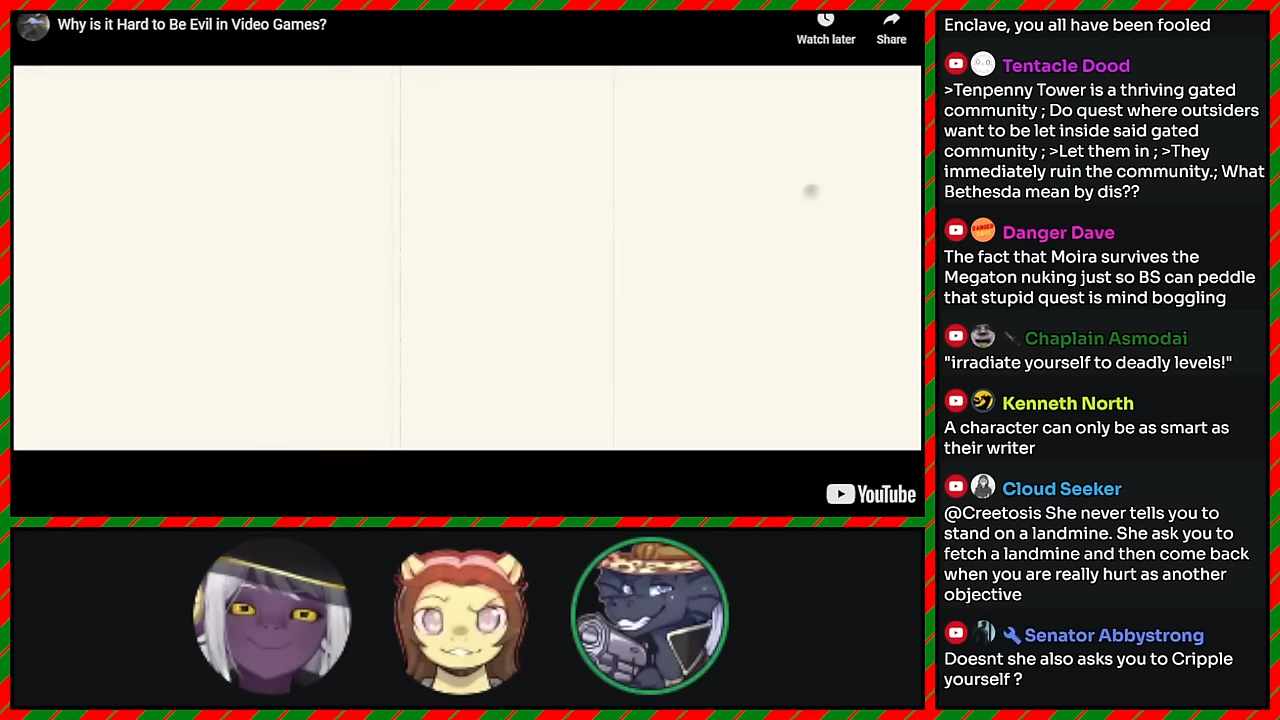 Why is it Hard to Be Evil in Video Games?
Watch later
Share
YouTube
Enclave, you all have been fooled
Tentacle Dood
>Tenpenny Tower is a thriving gated
community ; Do quest where outsiders
want to be let inside said gated
community ; >Let them in ; >They
immediately ruin the community.; What
Bethesda mean by dis??
Danger Dave
The fact that Moira survives the
Megaton nuking just so BS can peddle
that stupid quest is mind boggling
Chaplain Asmodai
"irradiate yourself to deadly levels!"
Kenneth North
A character can only be as smart as
their writer
Cloud Seeker
@Creetosis She never tells you to
stand on a landmine. She ask you to
fetch a landmine and then come back
when you are really hurt as another
objective
Senator Abbystrong
Doesnt she also asks you to Cripple
yourself ?